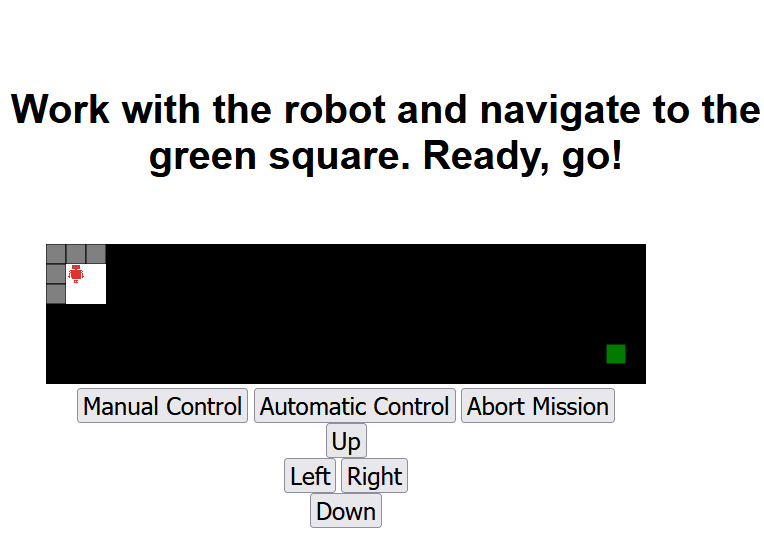 Work with the robot and navigate to the
green square. Ready, go!
Manual Control Automatic Control Abort Mission
Up
Left Right
Down